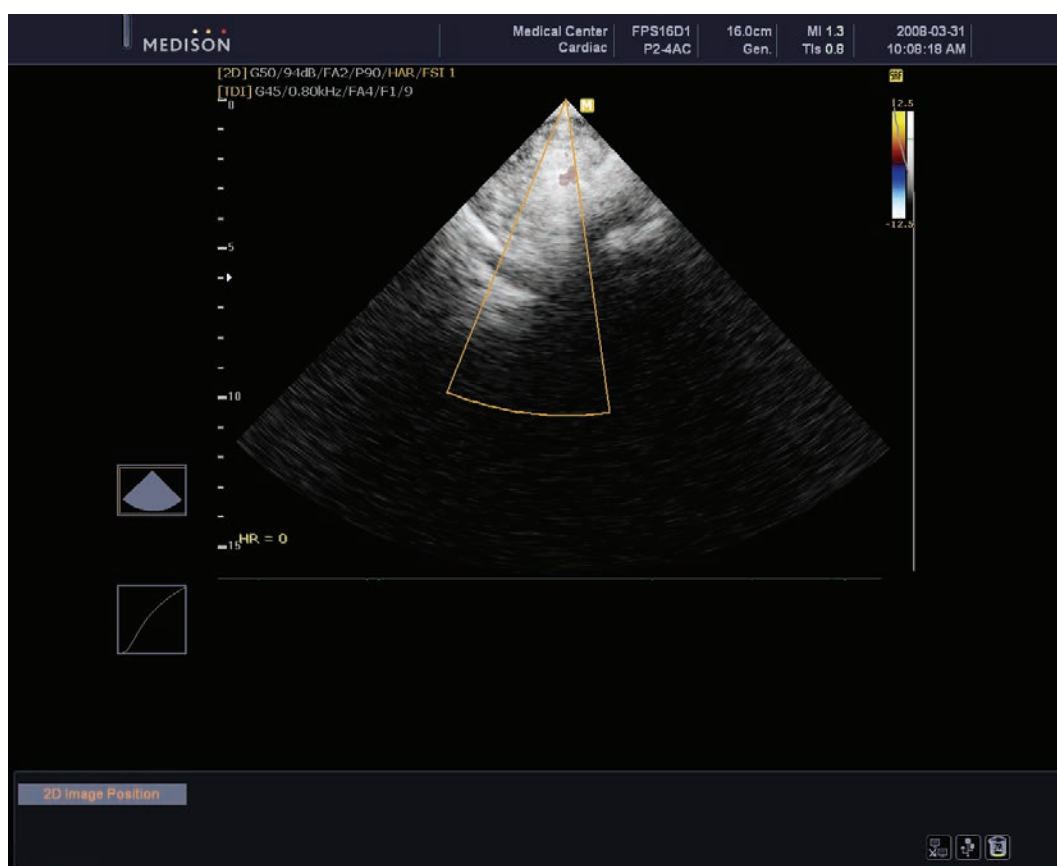 MEDISON
Medical Center
Cardiac
FPS16D1
P2-4AC
16.0cm
Gen.
MI 1.3
TIs 0.8
2008-03-31
10:08:18 AM
[2D] G50/94dB/FA2/P90/HAR/FSI 1
[TDI] G45/0.80kHz/FA4/F1/9
M
12.5
-12.5
0
5
10
15
HR = 0
2D Image Position